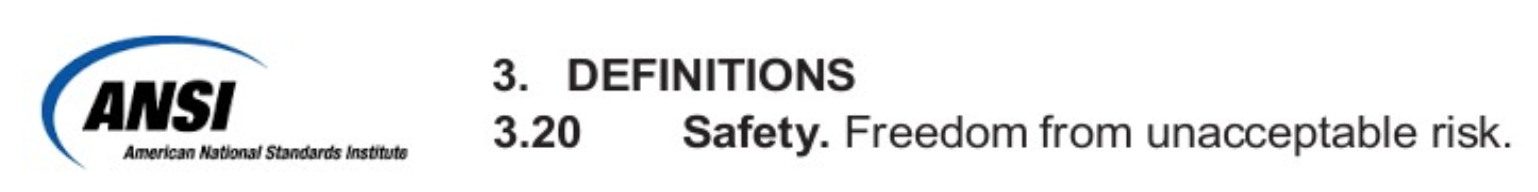 ANSI
American National Standards Institute
3. DEFINITIONS
3.20 Safety. Freedom from unacceptable risk.